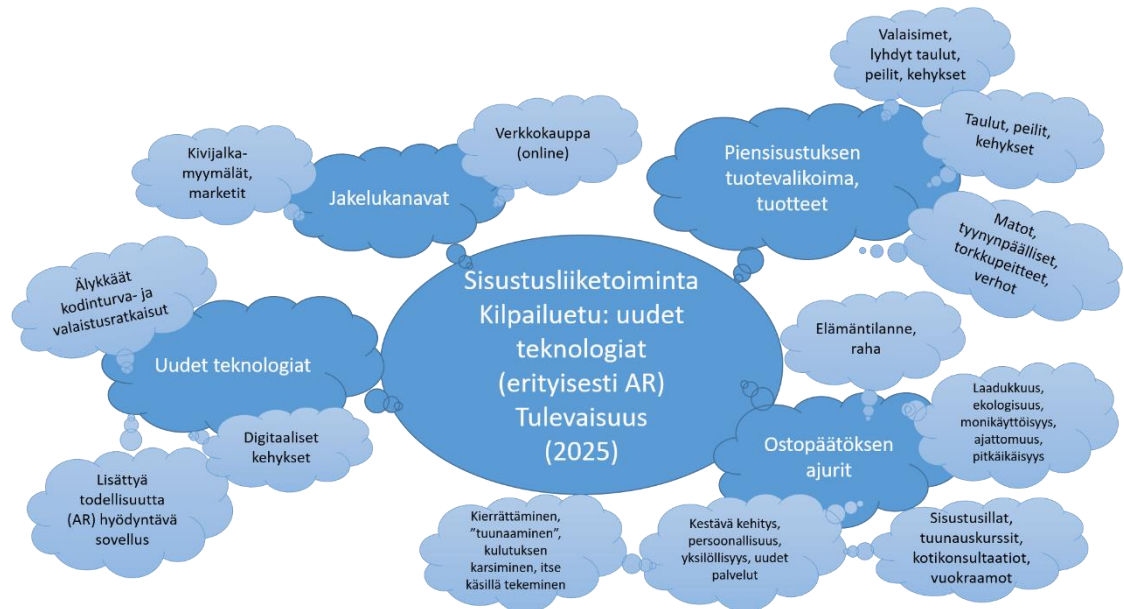 Valaisimet,
lyhdyt taulut,
peilit, kehykset
Taulut, peilit,
kehykset
Piensisustuksen
tuotevalikoima,
tuotteet
Matot,
tyynynpäälliset,
torkkupeitteet,
verhot
Verkkokauppa
(online)
Kivijalka-
myymälät,
marketit
Jakelukanavat
Sisustusliiketoiminta
Kilpailuetu: uudet
teknologiat
(erityisesti AR)
Tulevaisuus
(2025)
Älykkäät
kodinturva- ja
valaistusratkaisut
Uudet teknologiat
Digitaaliset
kehykset
Lisättyä
todellisuutta
(AR) hyödyntävä
sovellus
Elämäntilanne,
raha
Laadukkuus,
ekologisuus,
monikäyttöisyys,
ajattomuus,
pitkäikäisyys
Ostopäätöksen
ajurit
Kierrättäminen,
”tuunaaminen”,
kulutuksen
karsiminen, itse
käsillä tekeminen
Kestävä kehitys,
persoonallisuus,
yksilöllisyys, uudet
palvelut
Sisustusillat,
tuunauskurssit,
kotikonsultaatiot,
vuokraamot